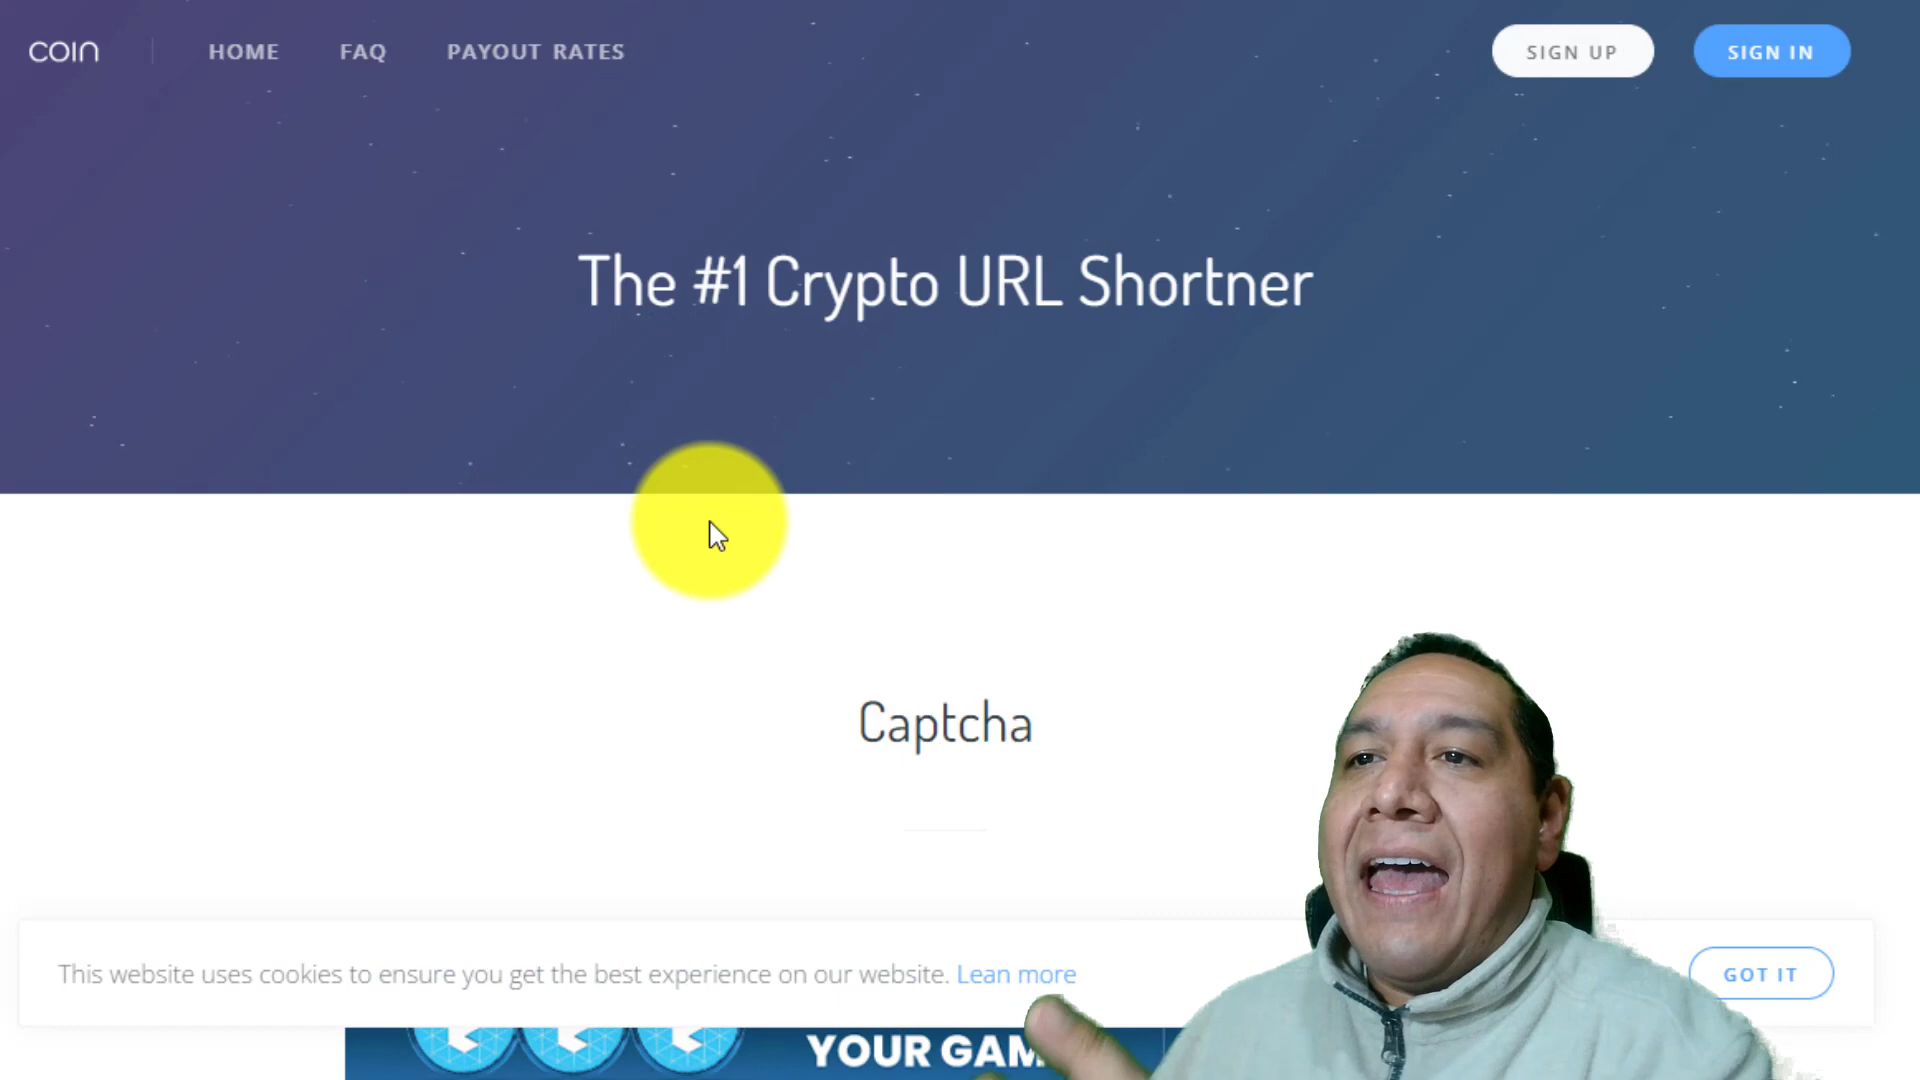 COIN
HOME
FAQ
PAYOUT RATES
SIGN UP
SIGN IN
The #1 Crypto URL Shortner
Captcha
This website uses cookies to ensure you get the best experience on our website. Lean more
GOT IT
YOUR GAM